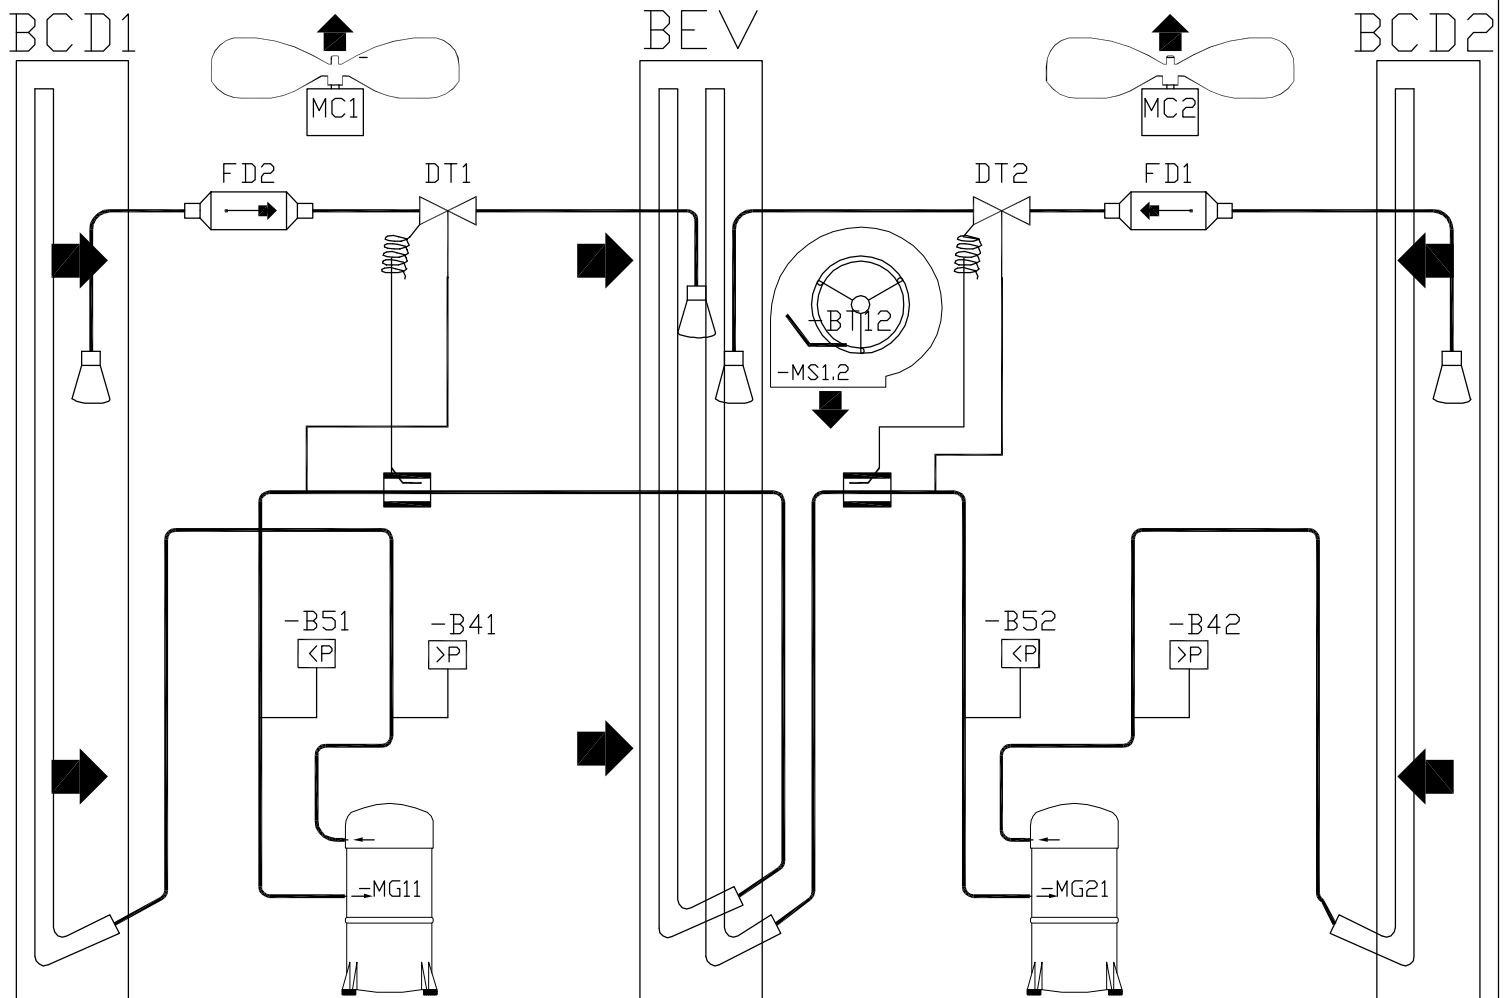 BCD1
BEV
BCD2
MC1
MC2
FD2
DT1
DT2
FD1
-BT12
-MS1.2
-B51
-B41
-B52
-B42
<P
>P
<P
>P
-MG11
-MG21